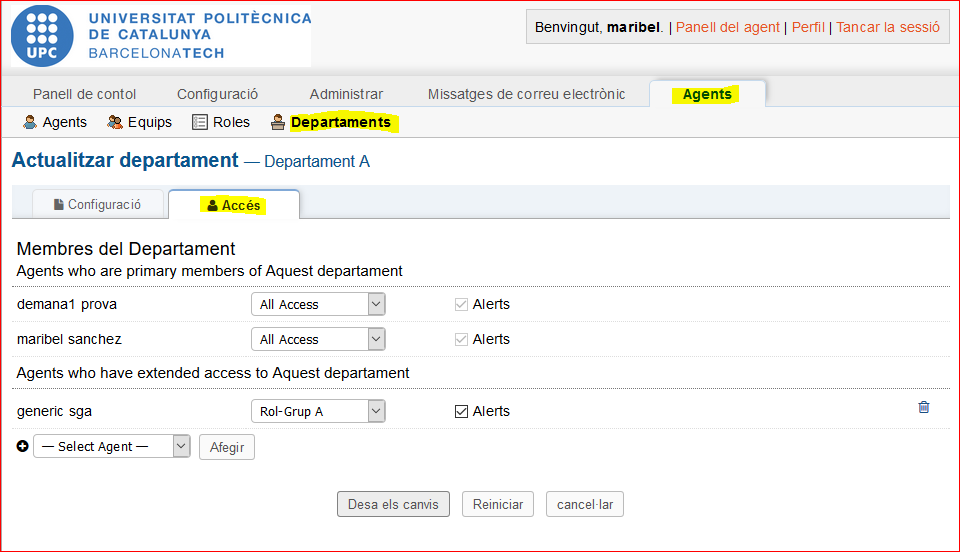 UNIVERSITAT POLITÈCNICA
DE CATALUNYA
BARCELONATECH
UPC
Benvingut, maribel. | Panell del agent | Perfil | Tancar la sessió
Panell de contol Configuració Administrar Missatges de correu electrònic Agents
Agents Equips Roles Departaments
Actualitzar departament — Departament A
Configuració Accés
Membres del Departament
Agents who are primary members of Aquest departament
demana1 prova All Access Alerts
maribel sanchez All Access Alerts
Agents who have extended access to Aquest departament
generic sga Rol-Grup A Alerts
— Select Agent — Afegir
Desa els canvis Reiniciar cancel·lar